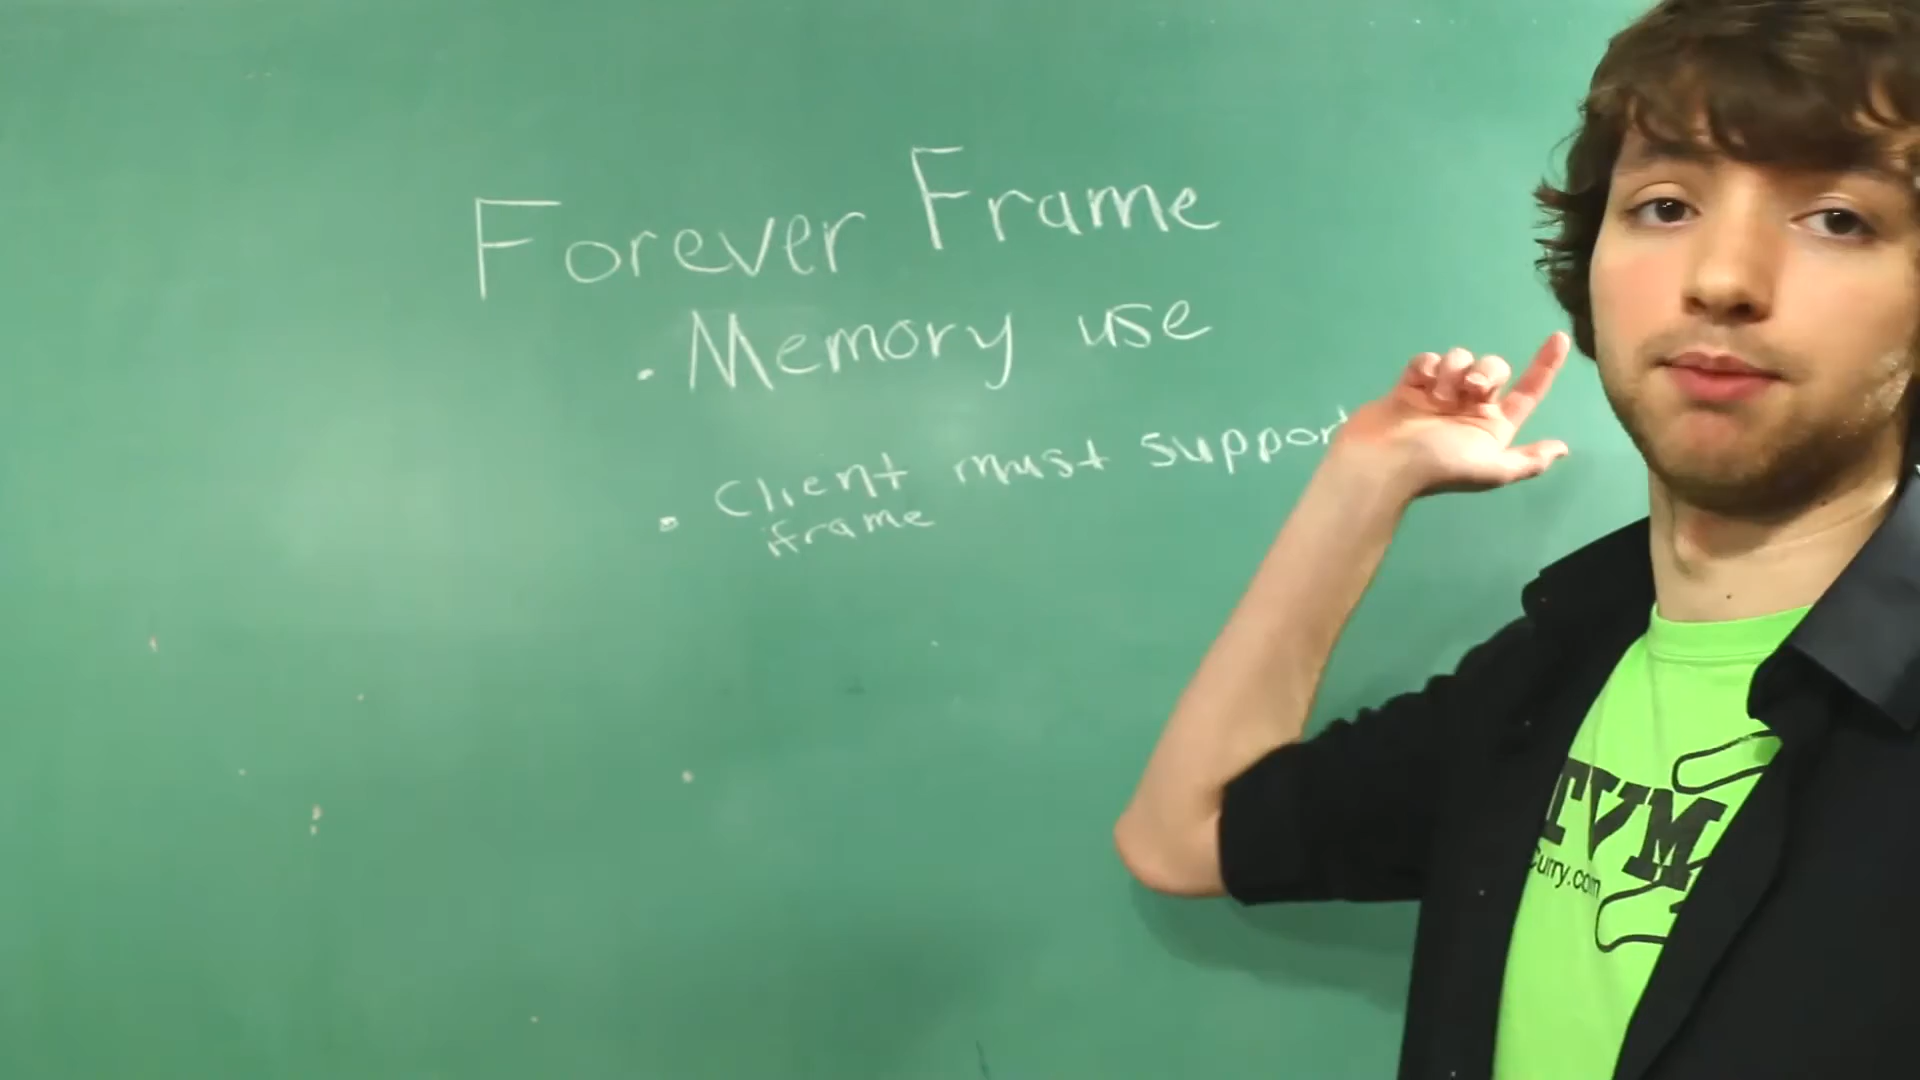 Forever Frame
• Memory use
• Client must support
iframe
TVM
Curry.com